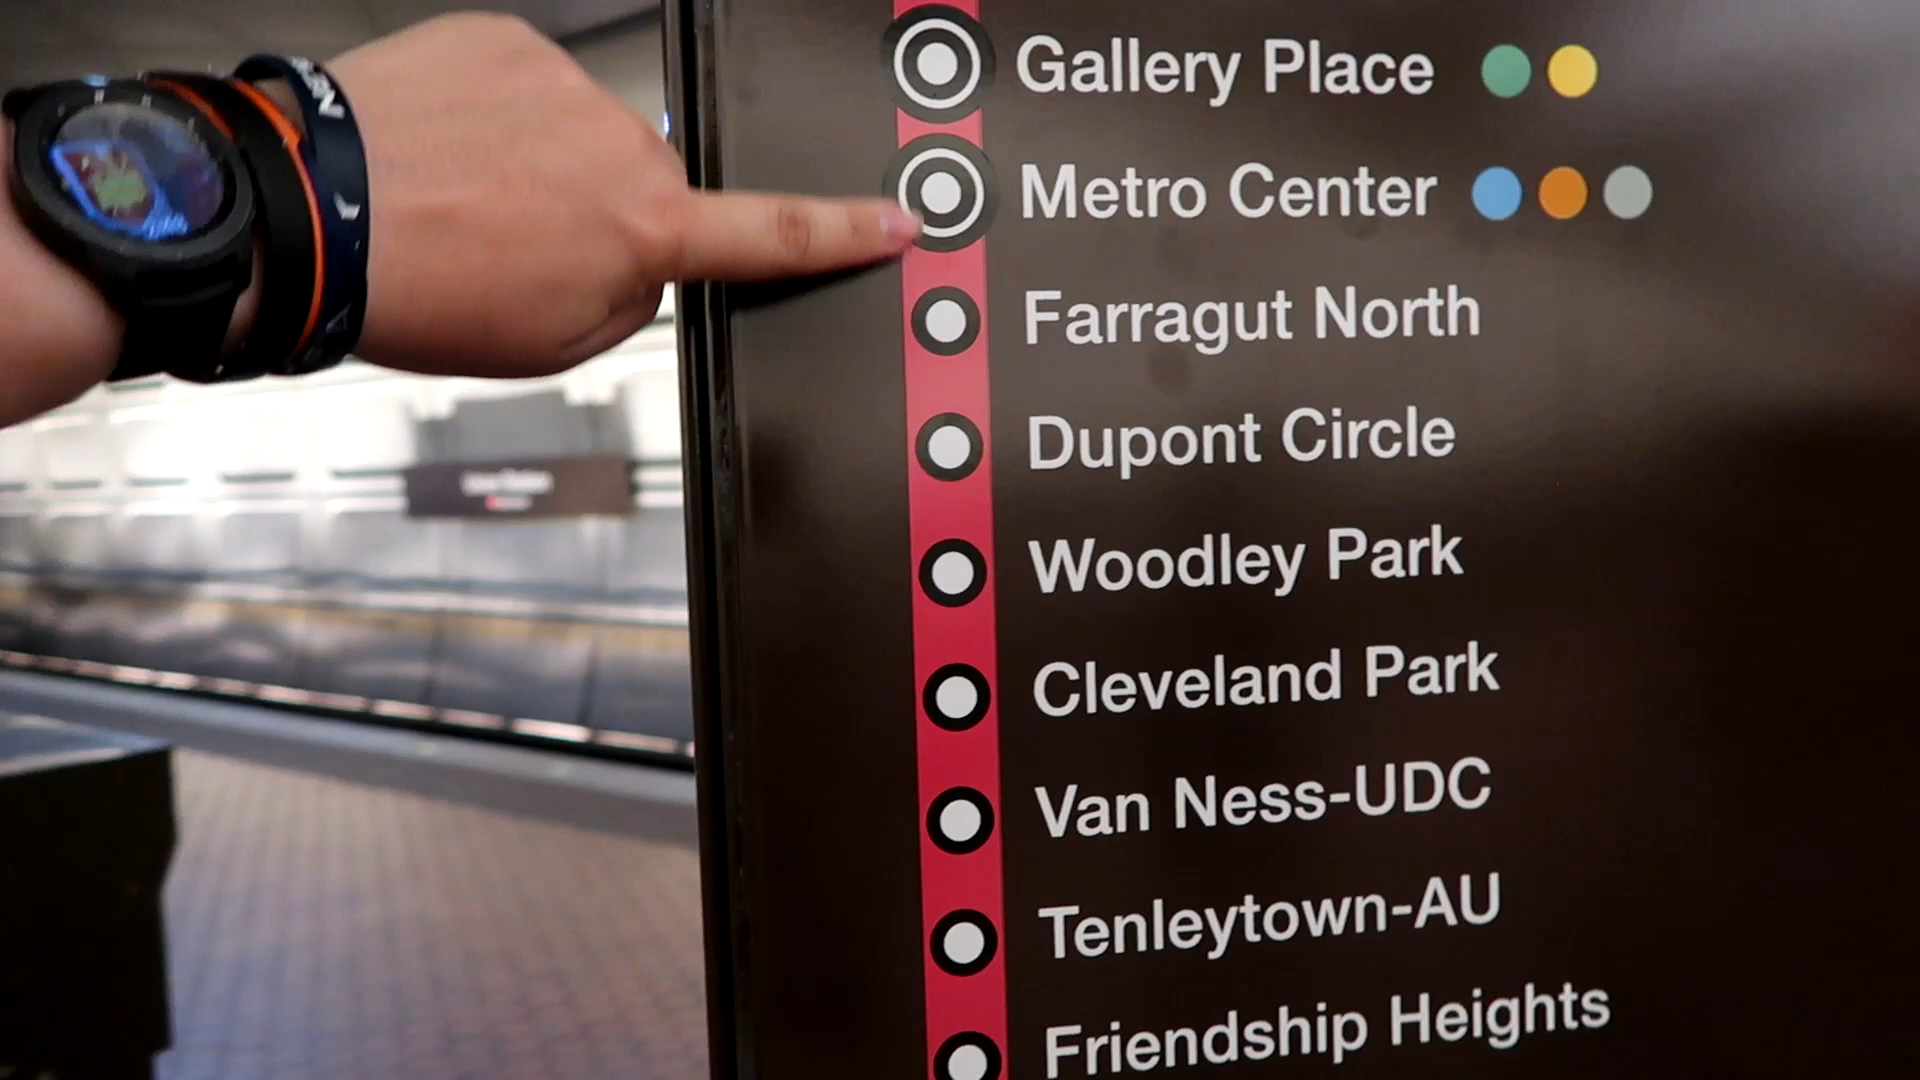 Gallery Place
Metro Center
Farragut North
Dupont Circle
Woodley Park
Cleveland Park
Van Ness-UDC
Tenleytown-AU
Friendship Heights